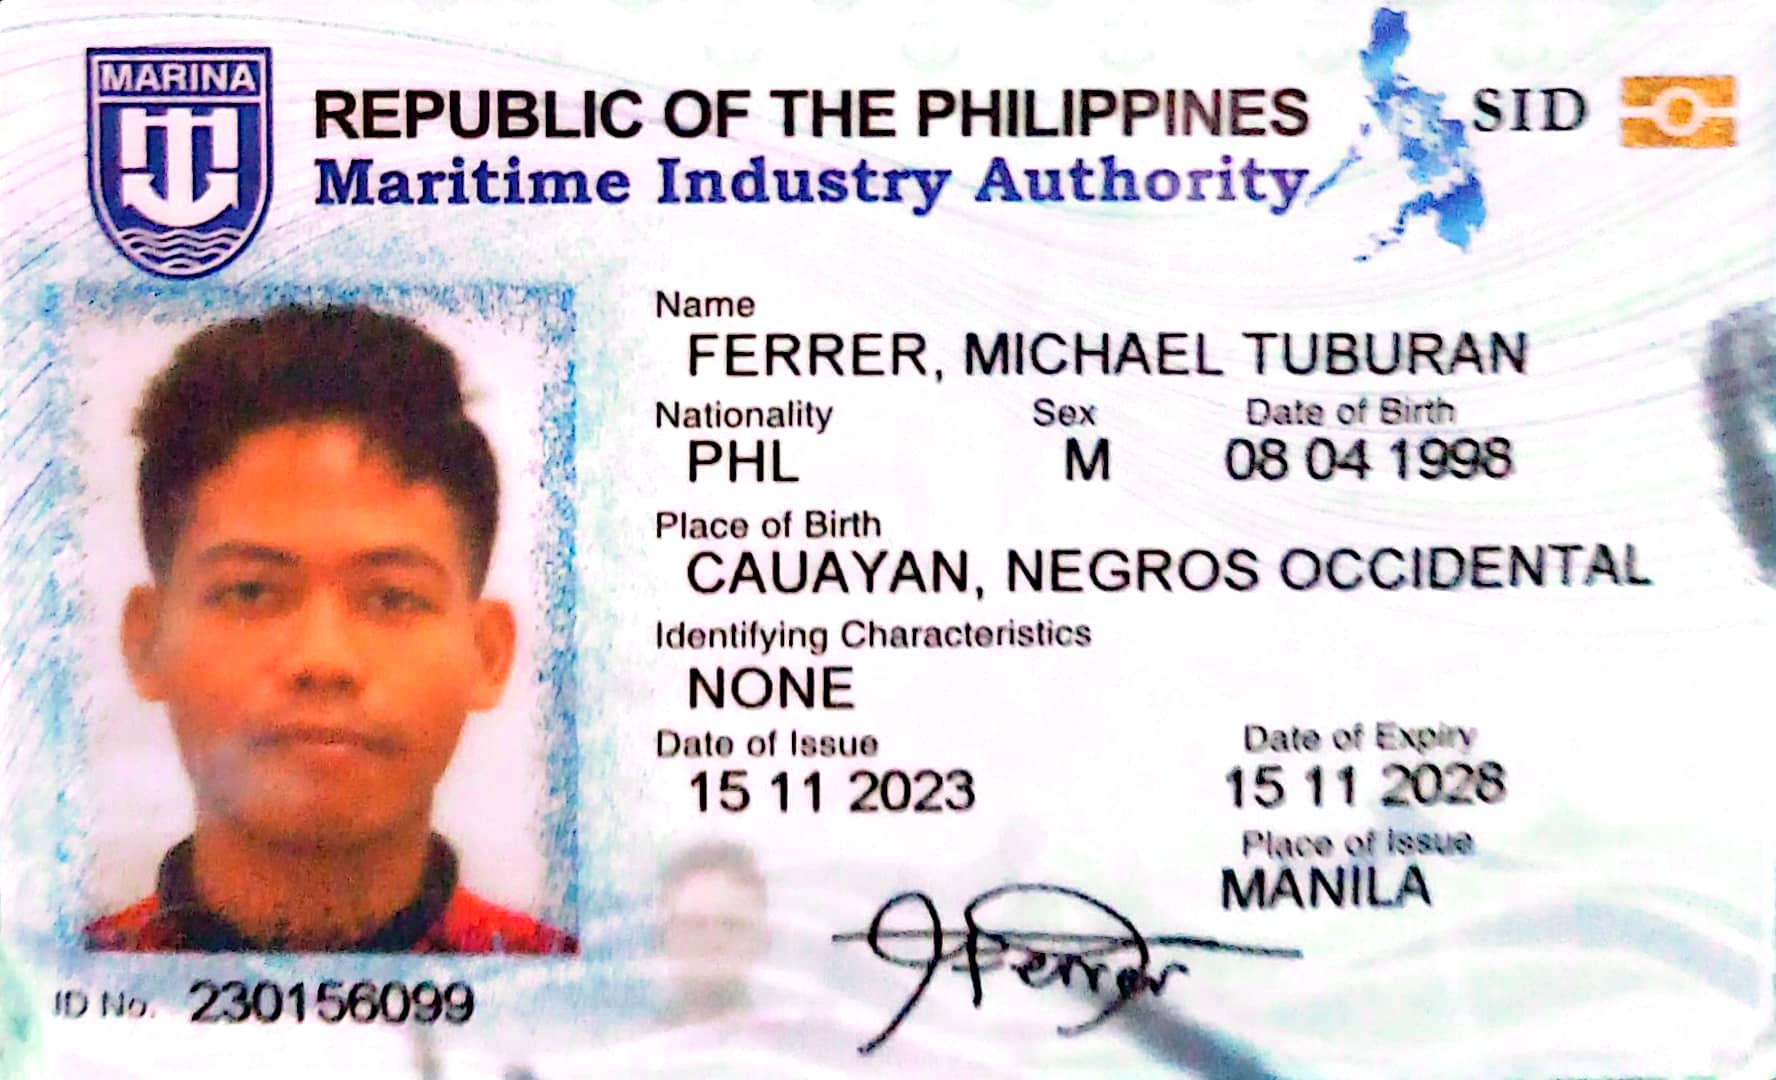 MARINA
REPUBLIC OF THE PHILIPPINES
Maritime Industry Authority
SID
Name
FERRER, MICHAEL TUBURAN
Nationality Sex Date of Birth
PHL M 08 04 1998
Place of Birth
CAUAYAN, NEGROS OCCIDENTAL
Identifying Characteristics
NONE
Date of Issue Date of Expiry
15 11 2023 15 11 2028
Place of Issue
MANILA
Ferrer
ID No. 230156099